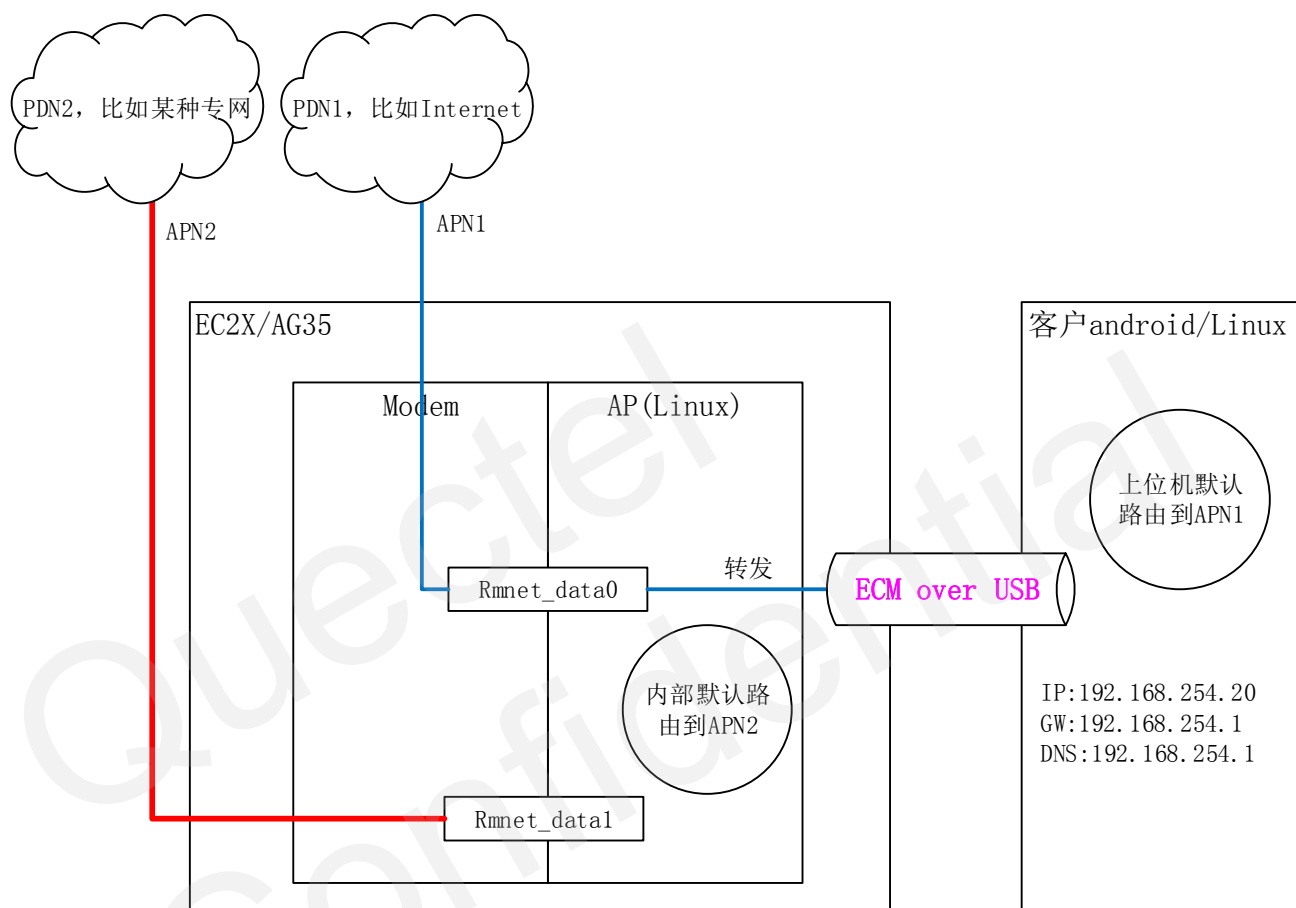 PDN2，比如某种专网
PDN1，比如Internet
APN2
APN1
EC2X/AG35
客户android/Linux
Modem
AP(Linux)
上位机默认
路由到APN1
Rmnet_data0
转发
ECM over USB
内部默认路
由到APN2
IP:192.168.254.20
GW:192.168.254.1
DNS:192.168.254.1
Rmnet_data1
Quectel
Confidential